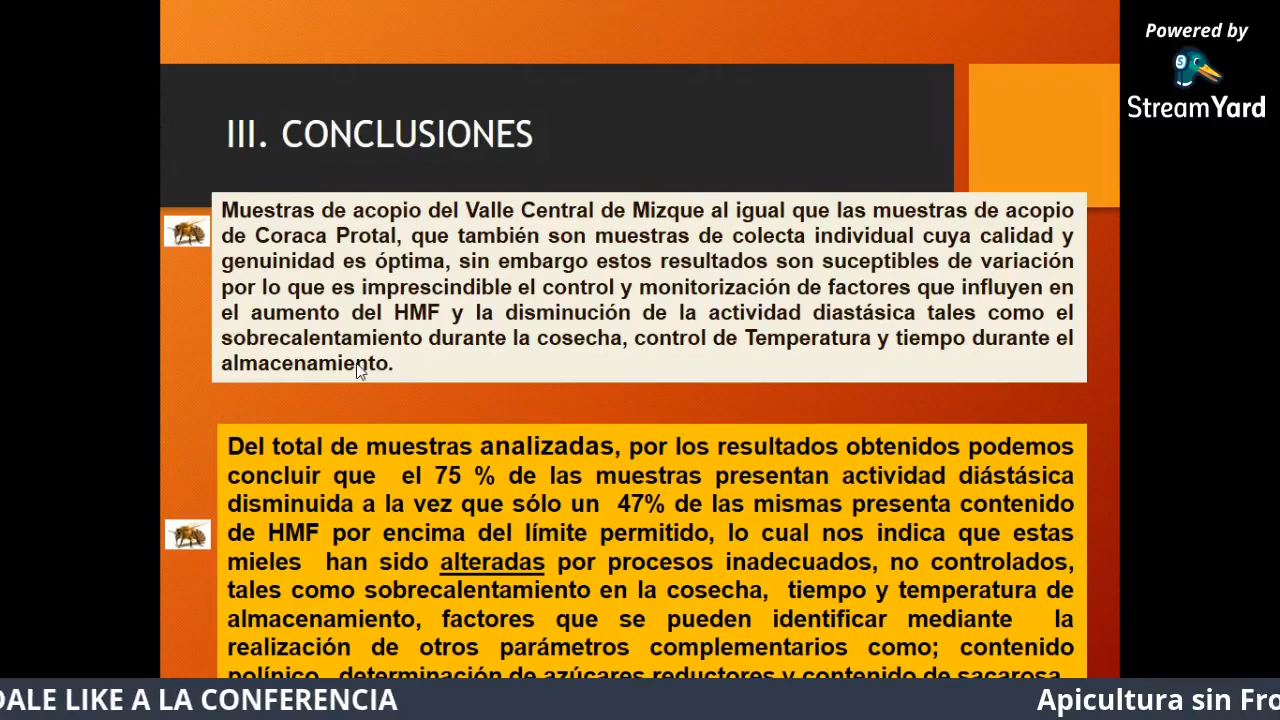 Powered by
StreamYard
III. CONCLUSIONES
Muestras de acopio del Valle Central de Mizque al igual que las muestras de acopio
de Coraca Protal, que también son muestras de colecta individual cuya calidad y
genuinidad es óptima, sin embargo estos resultados son suceptibles de variación
por lo que es imprescindible el control y monitorización de factores que influyen en
el aumento del HMF y la disminución de la actividad diastásica tales como el
sobrecalentamiento durante la cosecha, control de Temperatura y tiempo durante el
almacenamiento.
Del total de muestras analizadas, por los resultados obtenidos podemos
concluir que el 75 % de las muestras presentan actividad diástásica
disminuida a la vez que sólo un 47% de las mismas presenta contenido
de HMF por encima del límite permitido, lo cual nos indica que estas
mieles han sido alteradas por procesos inadecuados, no controlados,
tales como sobrecalentamiento en la cosecha, tiempo y temperatura de
almacenamiento, factores que se pueden identificar mediante la
realización de otros parámetros complementarios como; contenido
polínico, determinación de azúcares reductores y contenido de sacarosa
DALE LIKE A LA CONFERENCIA
Apicultura sin Fro